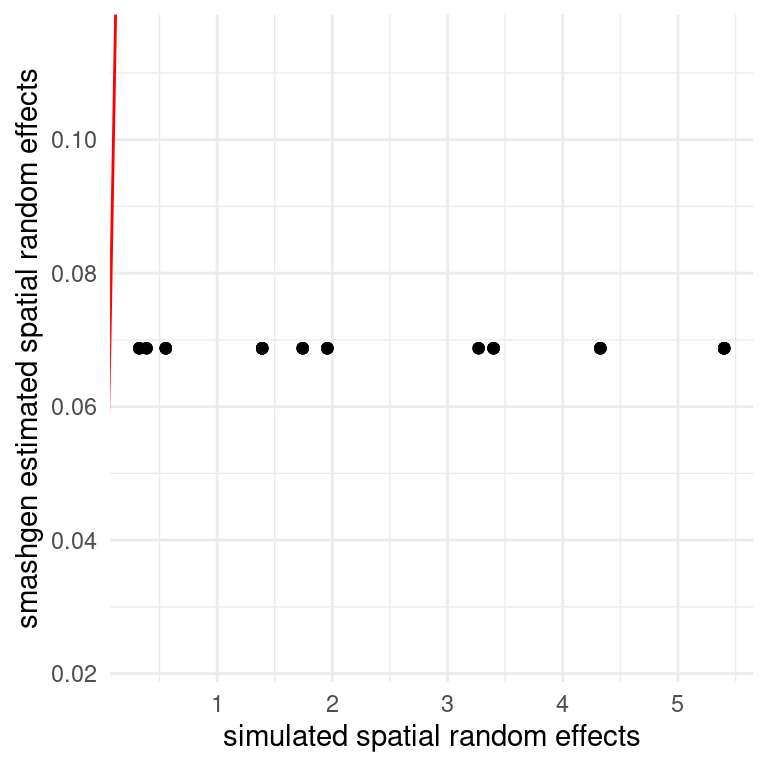 smashgen estimated spatial random effects
0.10
0.08
0.06
0.04
0.02
1 2 3 4 5
simulated spatial random effects